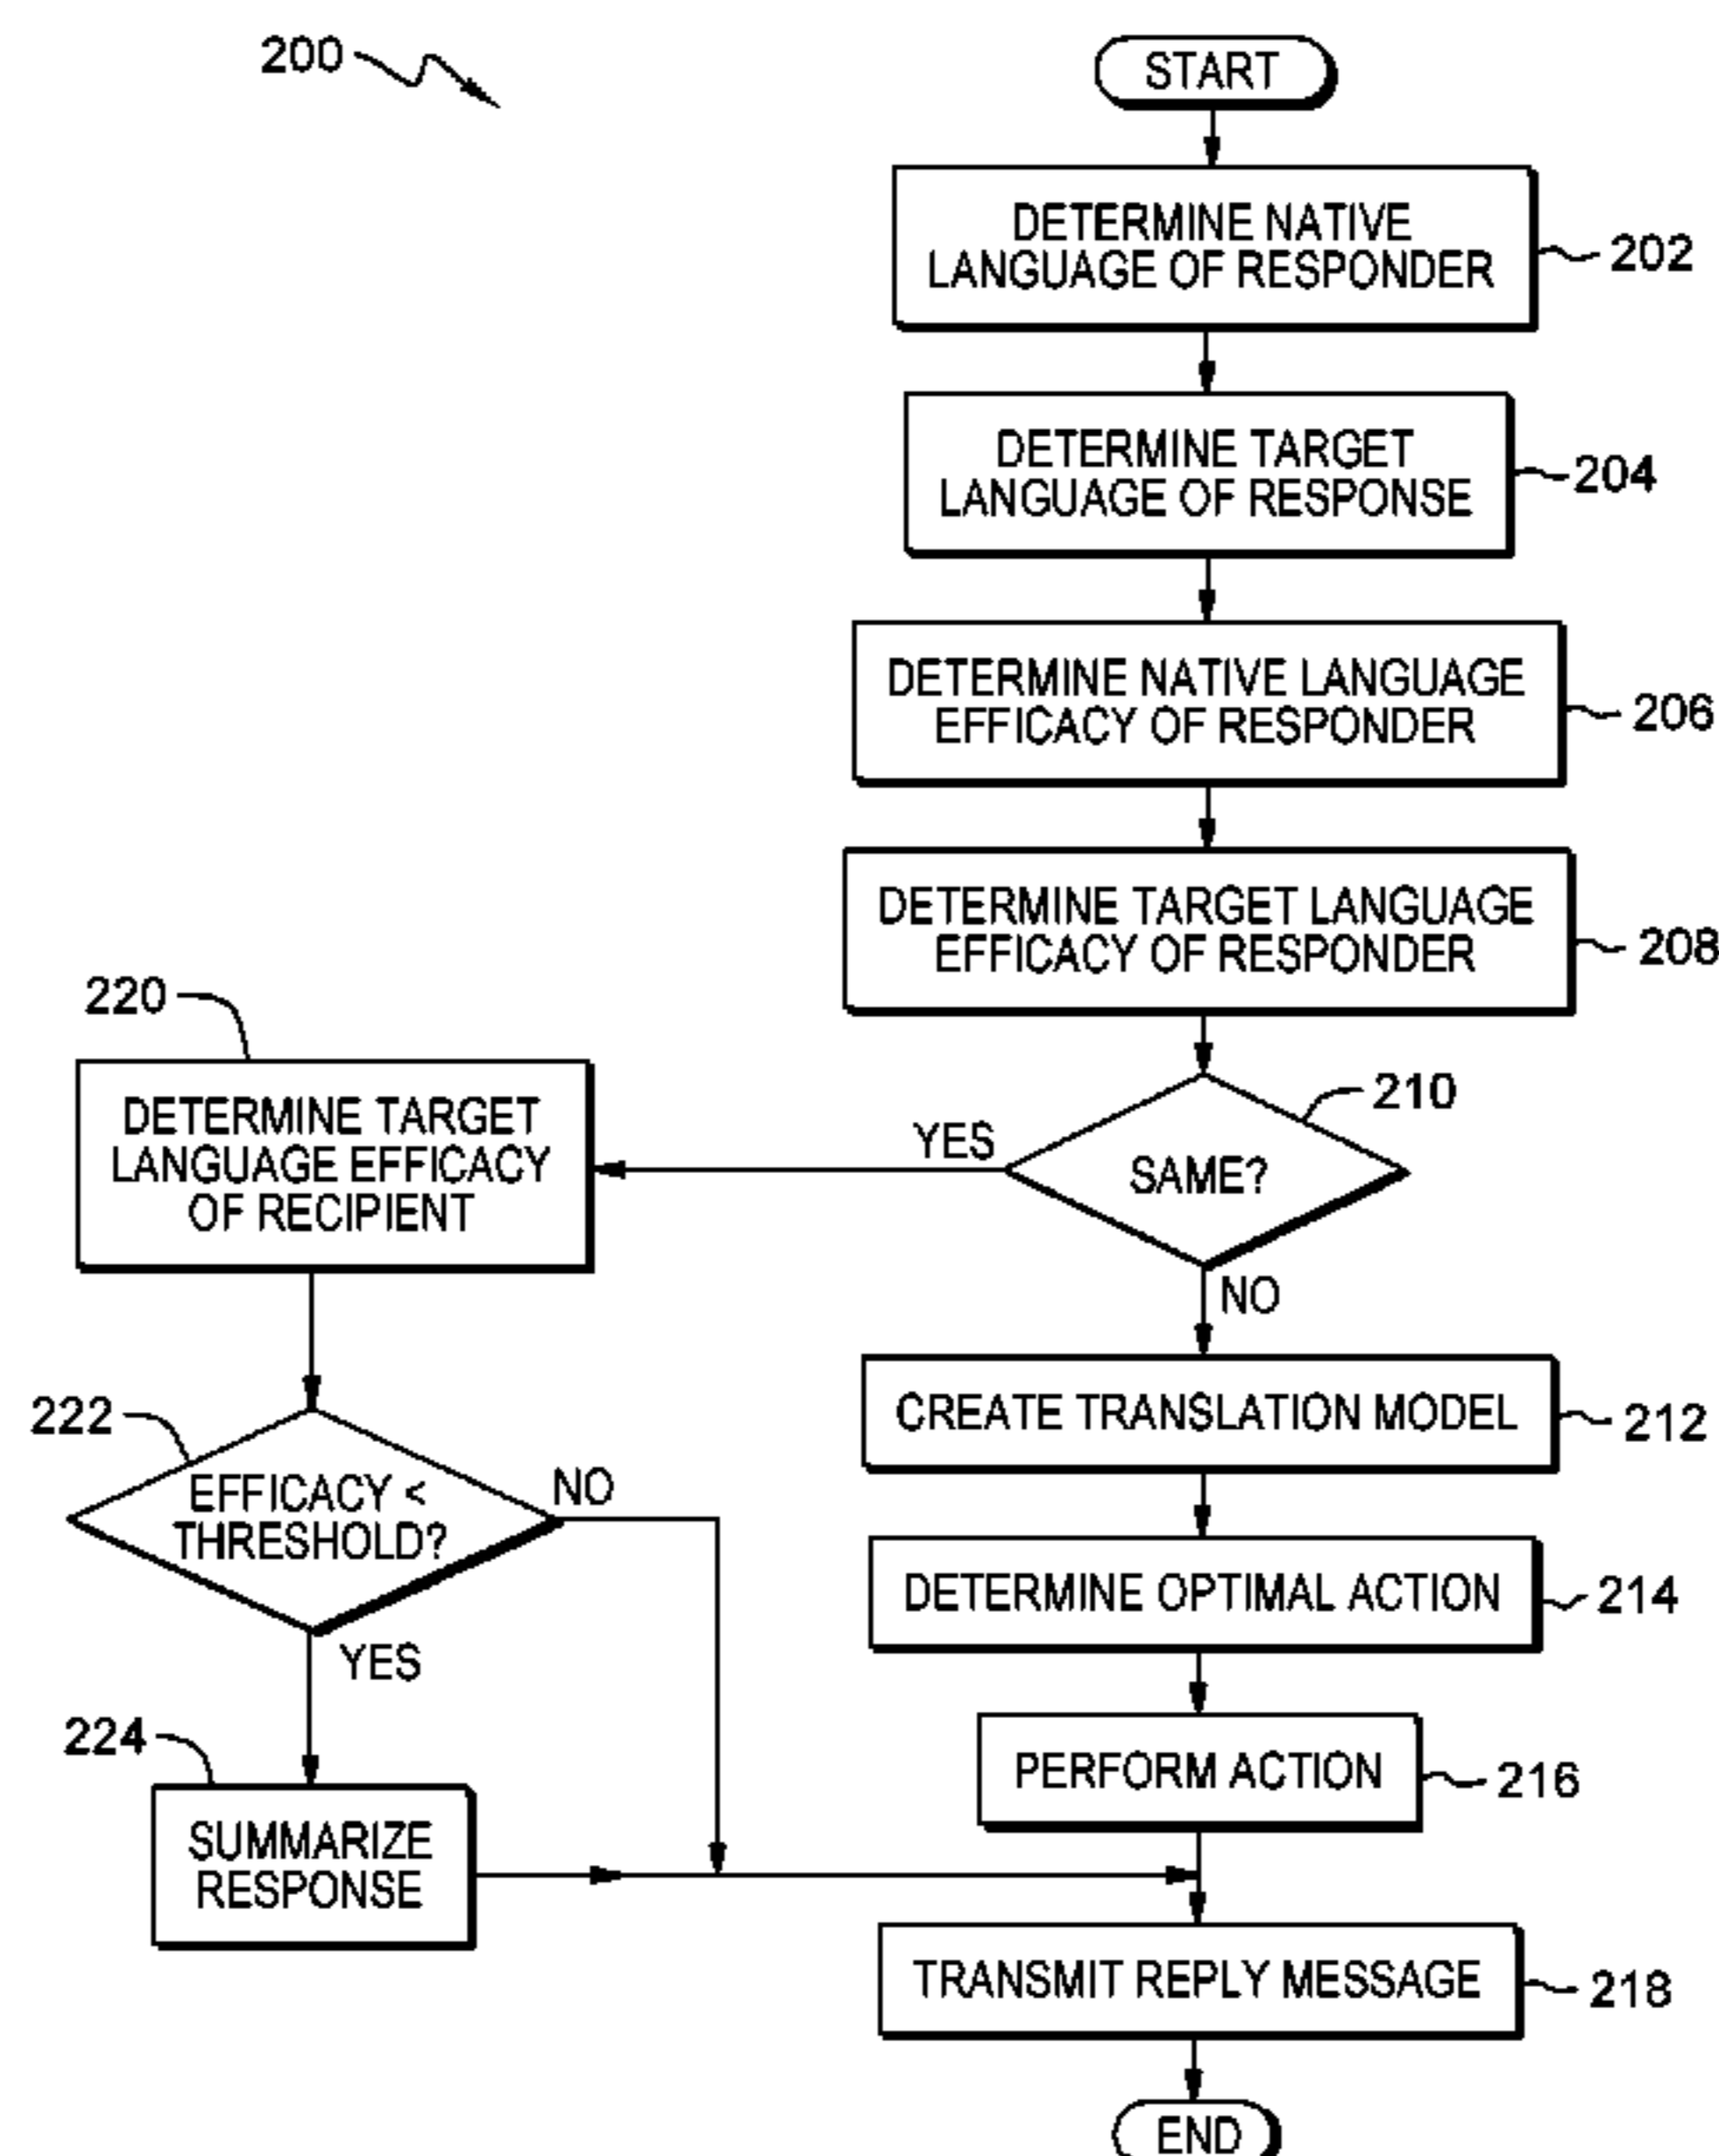 200
START
DETERMINE NATIVE
LANGUAGE OF RESPONDER
202
DETERMINE TARGET
LANGUAGE OF RESPONSE
204
DETERMINE NATIVE LANGUAGE
EFFICACY OF RESPONDER
206
DETERMINE TARGET LANGUAGE
EFFICACY OF RESPONDER
208
210
SAME?
YES
NO
220
DETERMINE TARGET
LANGUAGE EFFICACY
OF RECIPIENT
222
EFFICACY <
THRESHOLD?
NO
YES
224
SUMMARIZE
RESPONSE
CREATE TRANSLATION MODEL
212
DETERMINE OPTIMAL ACTION
214
PERFORM ACTION
216
TRANSMIT REPLY MESSAGE
218
END